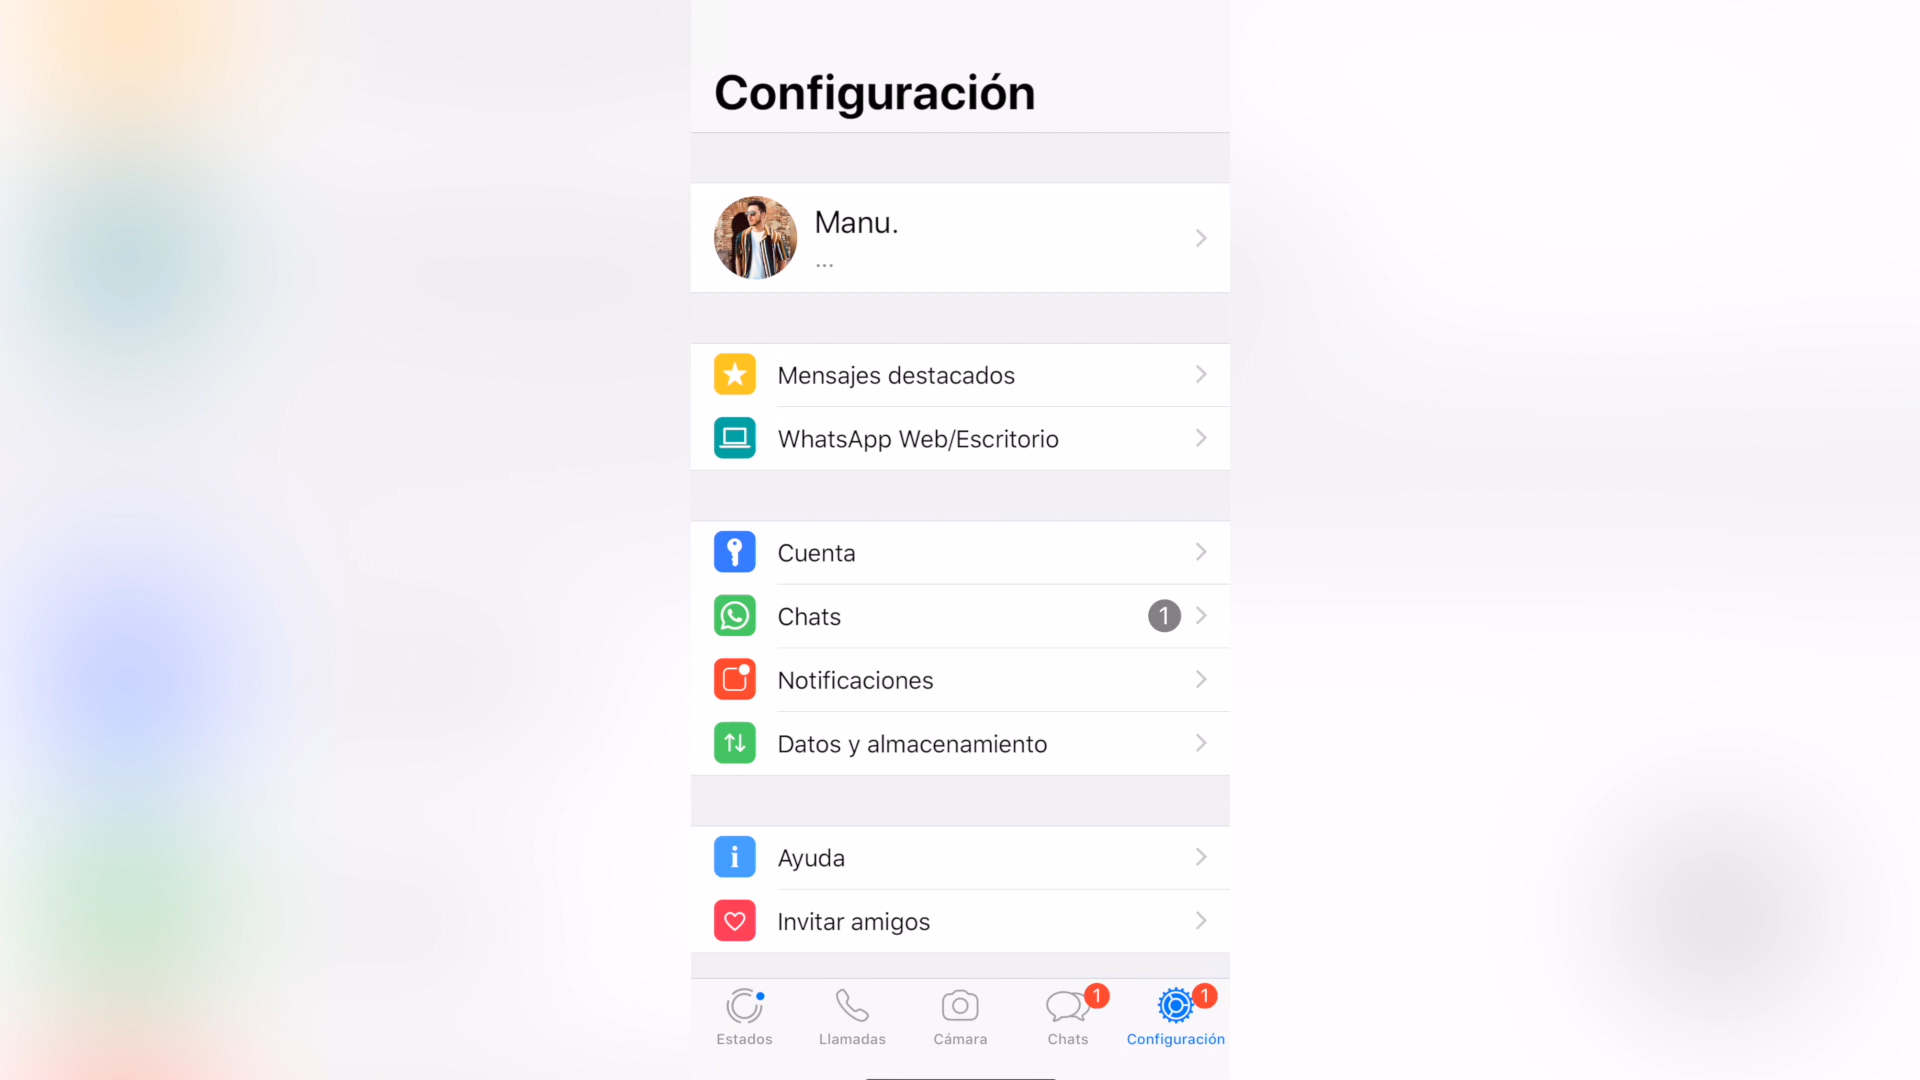 Configuración
Manu.
...
Mensajes destacados
WhatsApp Web/Escritorio
Cuenta
Chats 1
Notificaciones
Datos y almacenamiento
Ayuda
Invitar amigos
1 1
Estados Llamadas Cámara Chats Configuración